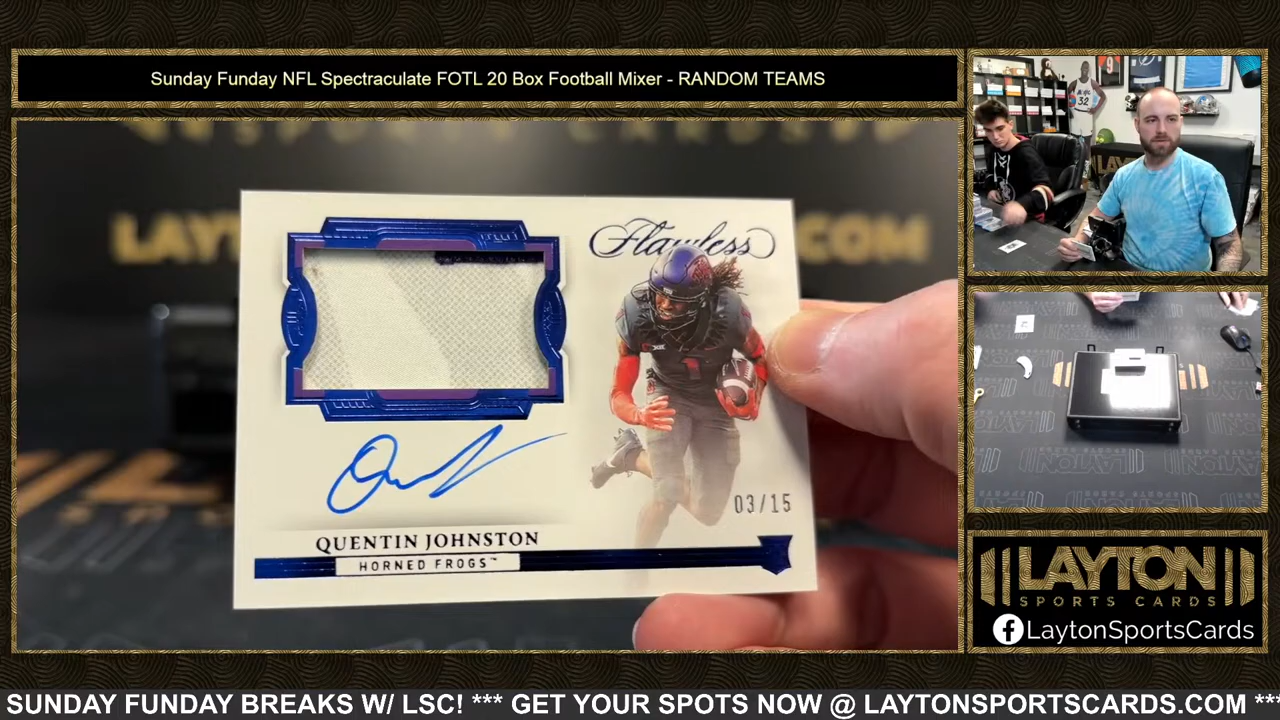 Sunday Funday NFL Spectraculate FOTL 20 Box Football Mixer - RANDOM TEAMS
Flawless
03/15
QUENTIN JOHNSTON
HORNED FROGS™
LAYTON
SPORTS CARDS
LaytonSportsCards
SUNDAY FUNDAY BREAKS W/ LSC! *** GET YOUR SPOTS NOW @ LAYTONSPORTSCARDS.COM ***